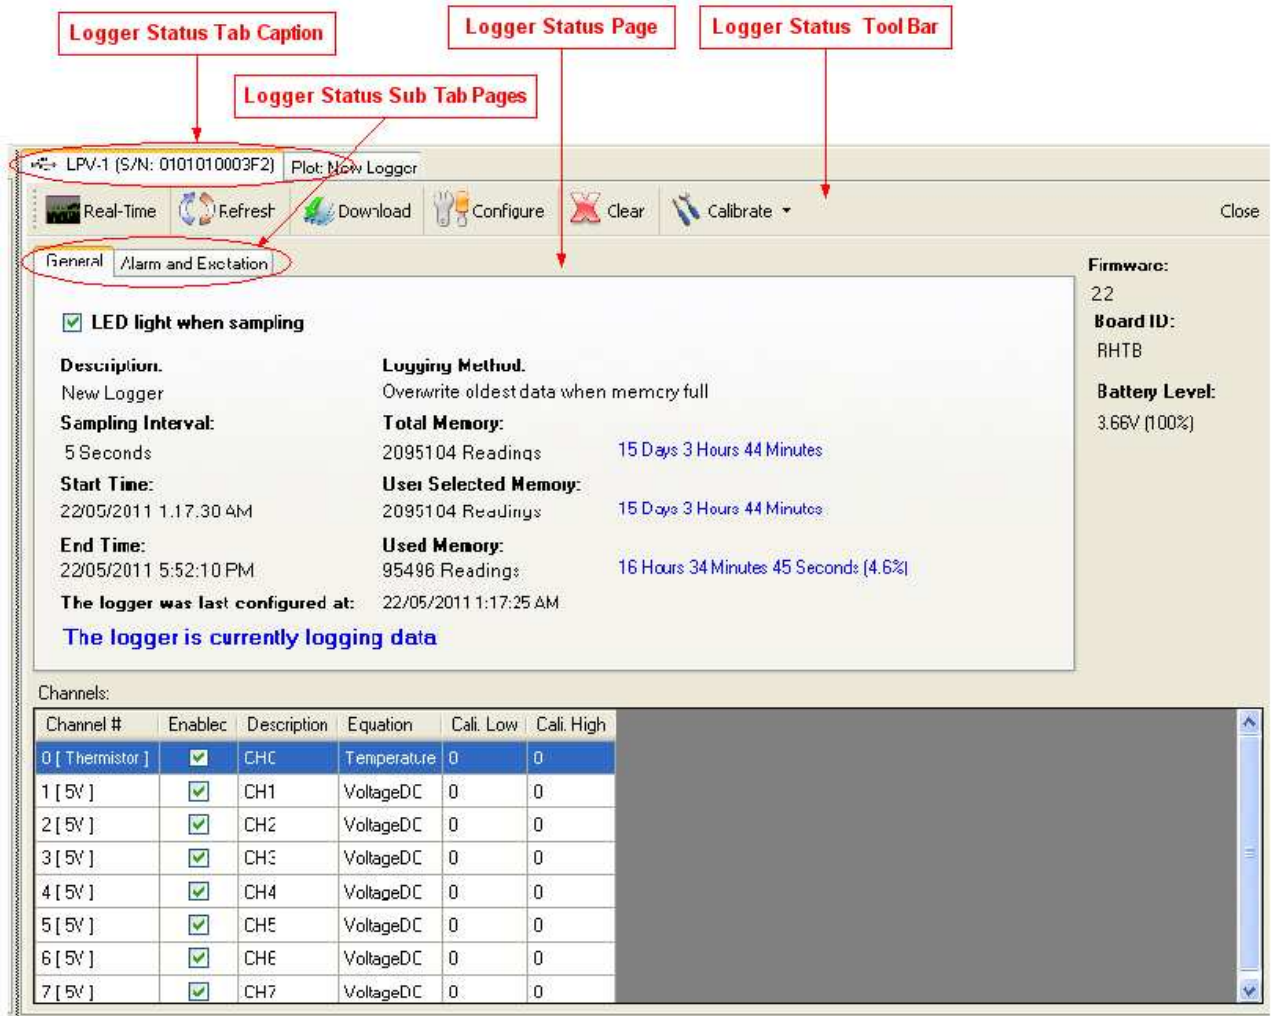 Logger Status Tab Caption
Logger Status Page
Logger Status Tool Bar
Logger Status Sub Tab Pages
LPV-1 (S/N: 0101010003F2) Plot: New Logger
Real-Time Refresh Download Configure Clear Calibrate Close
General Alarm and Excitation
Firmware:
2.2
Board ID:
RHTB
Battery Level:
3.66V (100%)
LED light when sampling
Description: Logging Method:
New Logger Overwrite oldest data when memory full
Sampling Interval: Total Memory:
5 Seconds 2095104 Readings 15 Days 3 Hours 44 Minutes
Start Time: User Selected Memory:
22/05/2011 1:17:30 AM 2095104 Readings 15 Days 3 Hours 44 Minutes
End Time: Used Memory:
22/05/2011 5:52:10 PM 95496 Readings 16 Hours 34 Minutes 45 Seconds (4.6%)
The logger was last configured at: 22/05/2011 1:17:25 AM
The logger is currently logging data
Channels:
Channel # Enabled Description Equation Cali. Low Cali. High
0 [ Thermistor ] CH0 Temperature 0 0
1 [ 5V ] CH1 VoltageDC 0 0
2 [ 5V ] CH2 VoltageDC 0 0
3 [ 5V ] CH3 VoltageDC 0 0
4 [ 5V ] CH4 VoltageDC 0 0
5 [ 5V ] CH5 VoltageDC 0 0
6 [ 5V ] CH6 VoltageDC 0 0
7 [ 5V ] CH7 VoltageDC 0 0